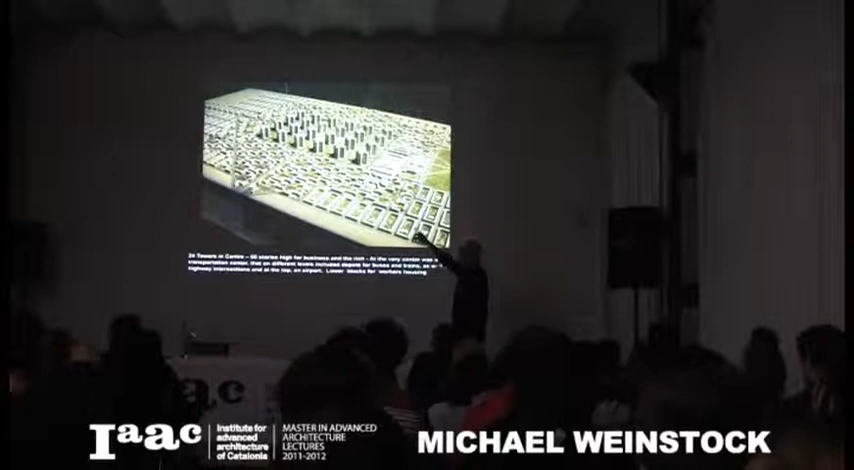 24 Towers in Centre – 60 stories high for business and the rich - At the very center was a
transportation center, that on different levels included depots for buses and trains, as
highway intersections and at the top, an airport. Lower blocks for workers housing
aac
Iaac
Institute for
advanced
architecture
of Catalonia
MASTER IN ADVANCED
ARCHITECTURE
LECTURES
2011-2012
MICHAEL WEINSTOCK